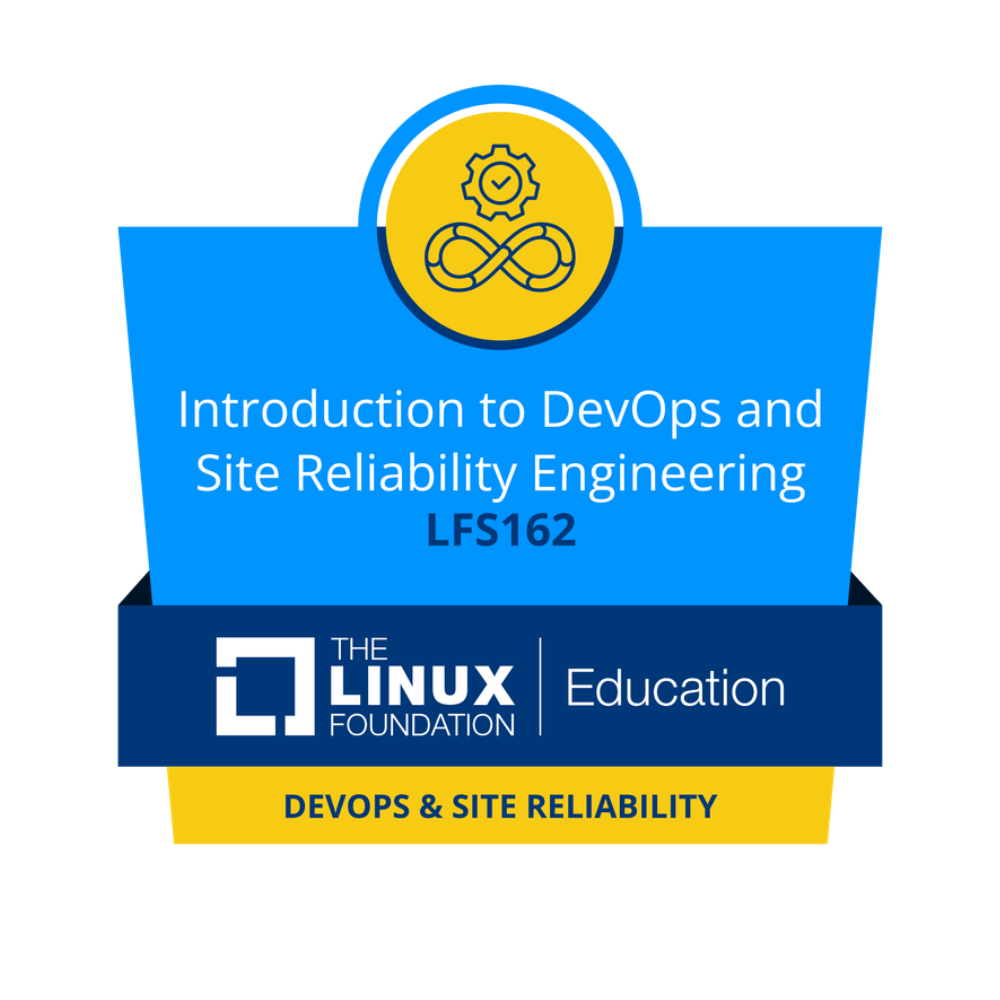 Introduction to DevOps and
Site Reliability Engineering
LFS162
THE
LINUX
FOUNDATION
Education
DEVOPS & SITE RELIABILITY